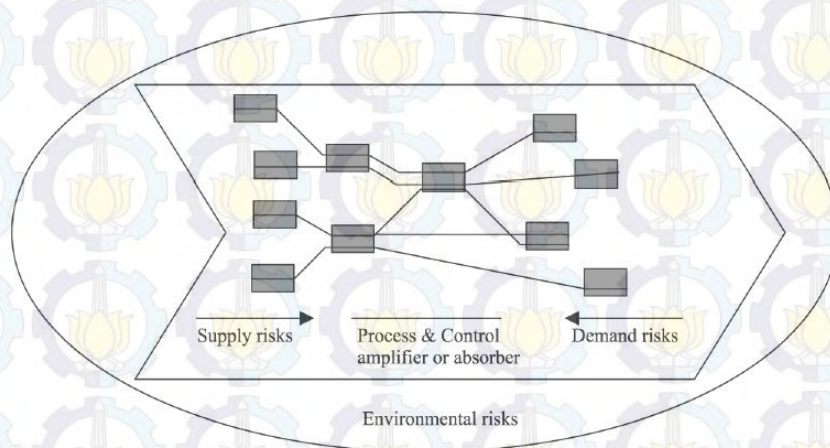 Supply risks
Process & Control
amplifier or absorber
Demand risks
Environmental risks